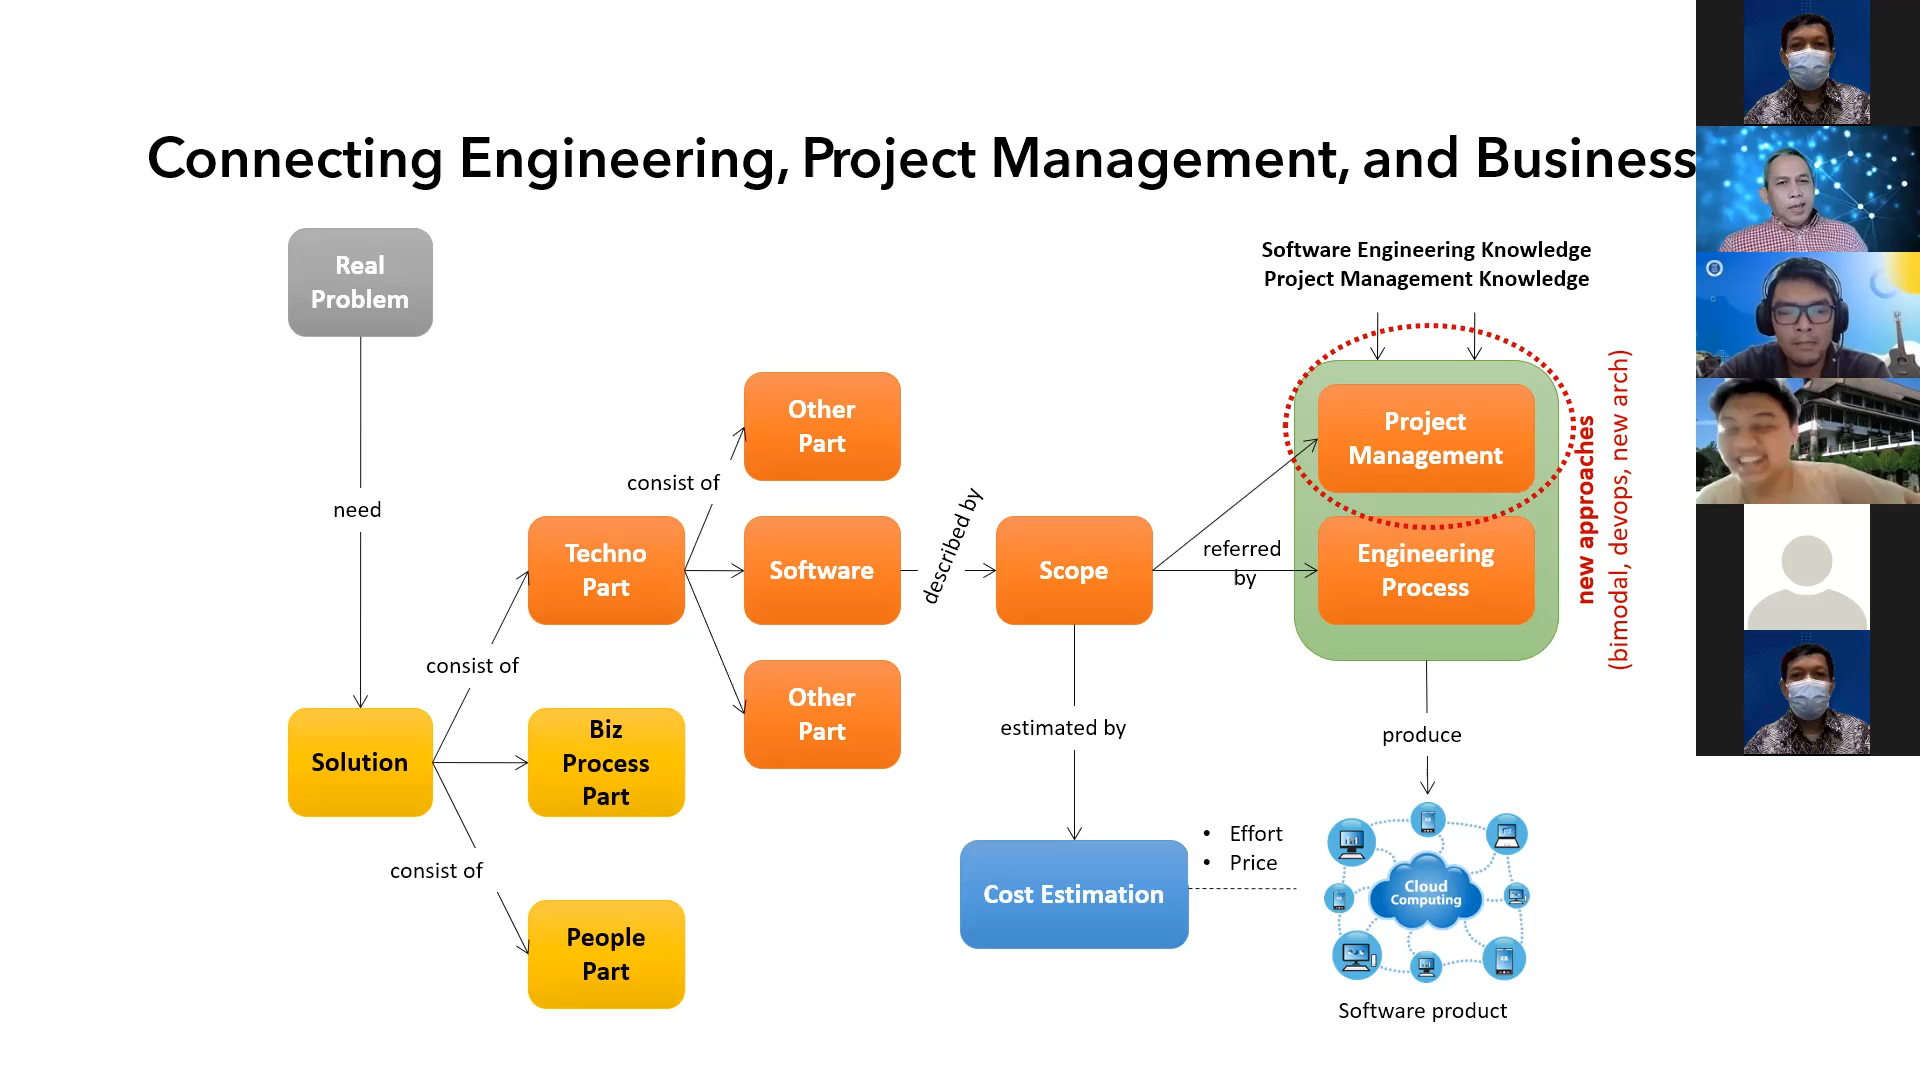 Connecting Engineering, Project Management, and Business
Real
Problem
need
Solution
consist of
consist of
Techno
Part
Biz
Process
Part
People
Part
consist of
Other
Part
Software
Other
Part
described by
Scope
estimated by
Cost Estimation
• Effort
• Price
referred
by
Software Engineering Knowledge
Project Management Knowledge
Project
Management
Engineering
Process
new approaches
(bimodal, devops, new arch)
produce
Cloud
Computing
Software product